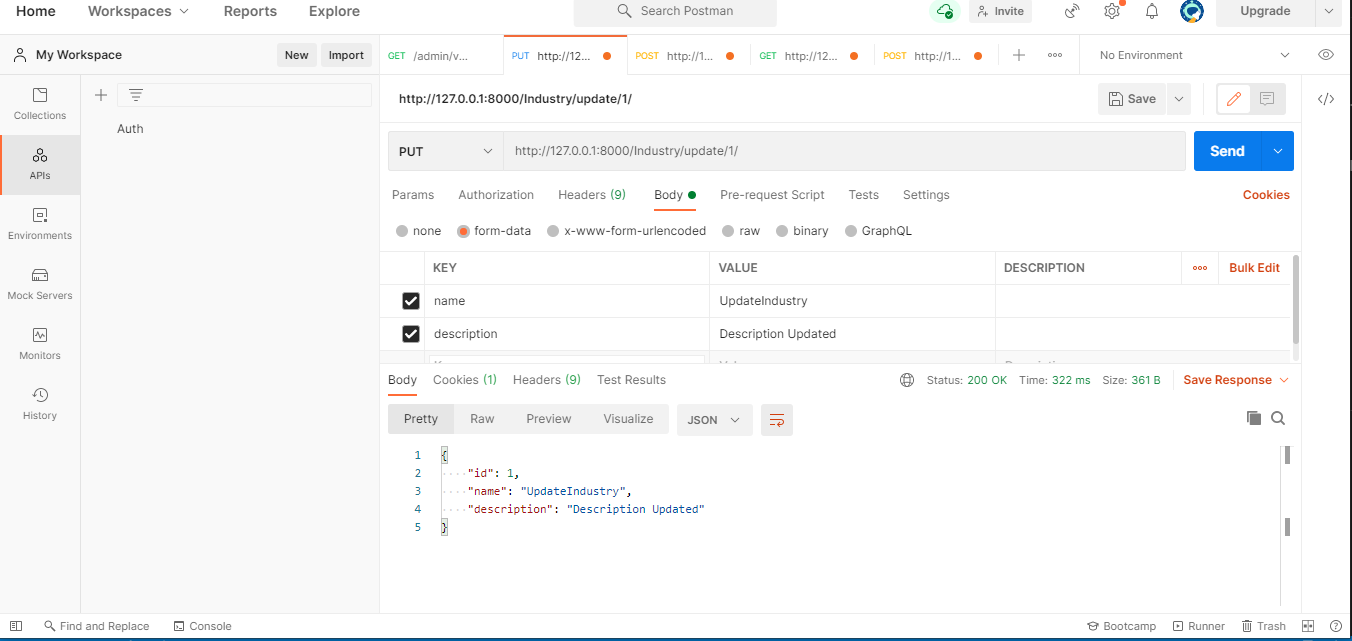 Home Workspaces Reports Explore Search Postman Invite Upgrade
My Workspace New Import GET /admin/v... PUT http://12... POST http://1... GET http://12... POST http://1... No Environment
Collections
APIs
Environments
Mock Servers
Monitors
History
Auth
http://127.0.0.1:8000/Industry/update/1/ Save
PUT http://127.0.0.1:8000/Industry/update/1/ Send
Params Authorization Headers (9) Body Pre-request Script Tests Settings Cookies
none form-data x-www-form-urlencoded raw binary GraphQL
KEY VALUE DESCRIPTION Bulk Edit
name UpdateIndustry
description Description Updated
Body Cookies (1) Headers (9) Test Results Status: 200 OK Time: 322 ms Size: 361 B Save Response
Pretty Raw Preview Visualize JSON
1 {
2 "id": 1,
3 "name": "UpdateIndustry",
4 "description": "Description Updated"
5 }
Find and Replace Console Bootcamp Runner Trash